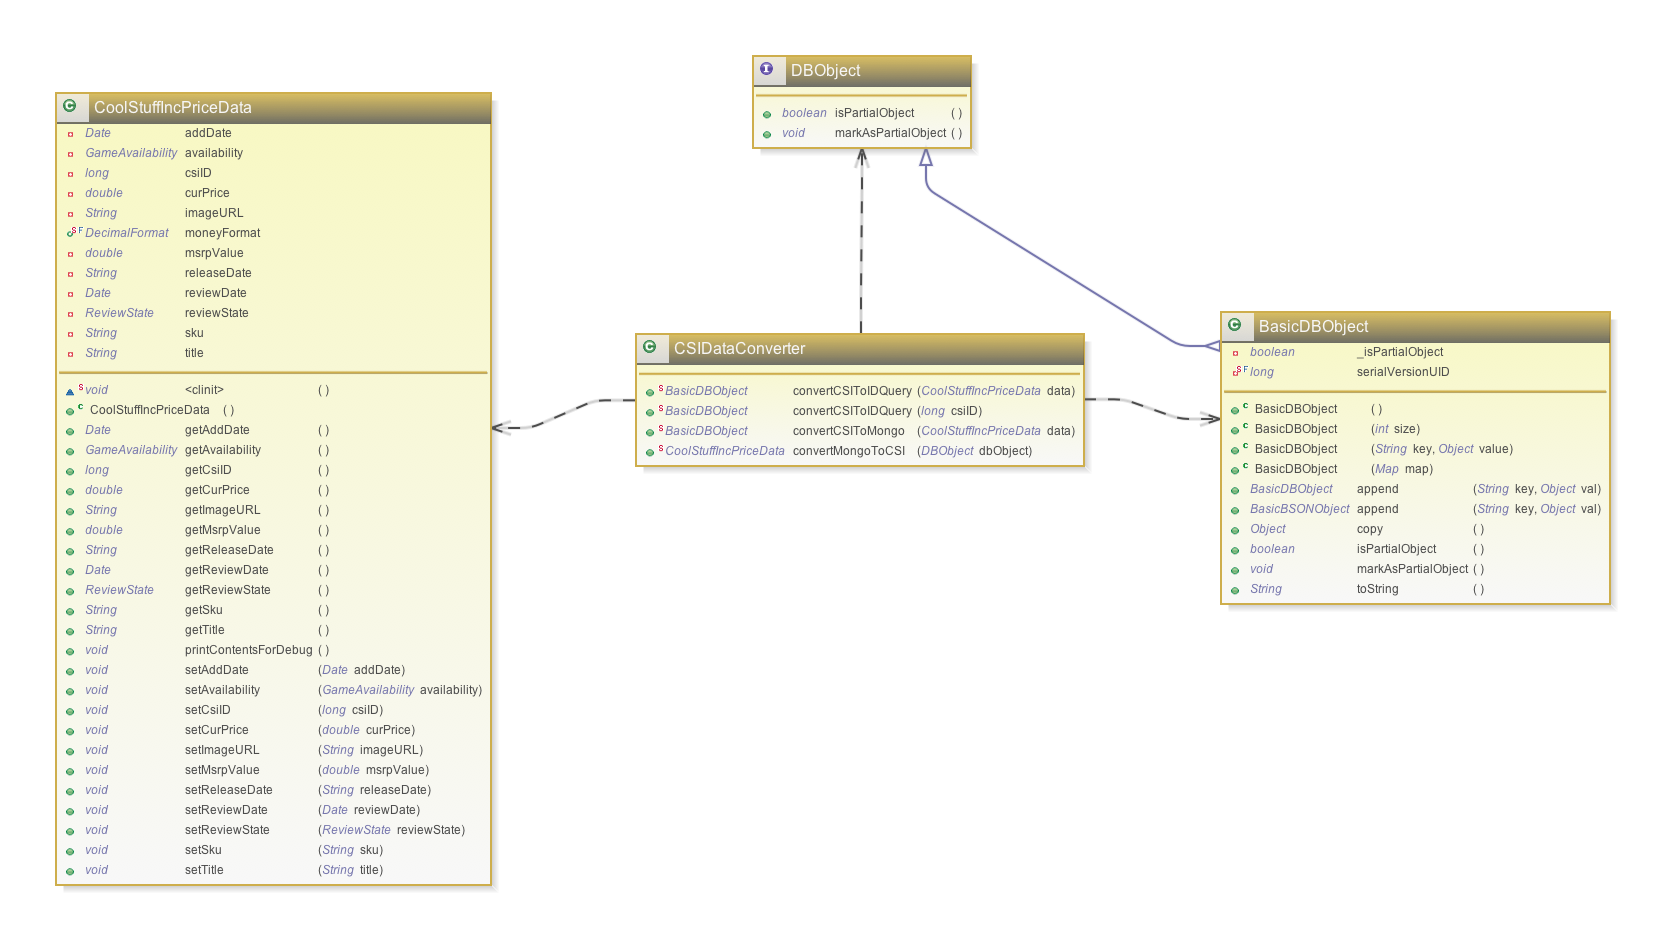 CoolStuffIncPriceData
Date addDate
GameAvailability availability
long csiID
double curPrice
String imageURL
DecimalFormat moneyFormat
double msrpValue
String releaseDate
Date reviewDate
ReviewState reviewState
String sku
String title
void <clinit> ( )
CoolStuffIncPriceData ( )
Date getAddDate ( )
GameAvailability getAvailability ( )
long getCsiID ( )
double getCurPrice ( )
String getImageURL ( )
double getMsrpValue ( )
String getReleaseDate ( )
Date getReviewDate ( )
ReviewState getReviewState ( )
String getSku ( )
String getTitle ( )
void printContentsForDebug ( )
void setAddDate (Date addDate)
void setAvailability (GameAvailability availability)
void setCsiID (long csiID)
void setCurPrice (double curPrice)
void setImageURL (String imageURL)
void setMsrpValue (double msrpValue)
void setReleaseDate (String releaseDate)
void setReviewDate (Date reviewDate)
void setReviewState (ReviewState reviewState)
void setSku (String sku)
void setTitle (String title)
DBObject
boolean isPartialObject ( )
void markAsPartialObject ( )
CSIDataConverter
BasicDBObject convertCSIToIDQuery (CoolStuffIncPriceData data)
BasicDBObject convertCSIToIDQuery (long csiID)
BasicDBObject convertCSIToMongo (CoolStuffIncPriceData data)
CoolStuffIncPriceData convertMongoToCSI (DBObject dbObject)
BasicDBObject
boolean _isPartialObject
long serialVersionUID
BasicDBObject ( )
BasicDBObject (int size)
BasicDBObject (String key, Object value)
BasicDBObject (Map map)
BasicDBObject append (String key, Object val)
BasicBSONObject append (String key, Object val)
Object copy ( )
boolean isPartialObject ( )
void markAsPartialObject ( )
String toString ( )